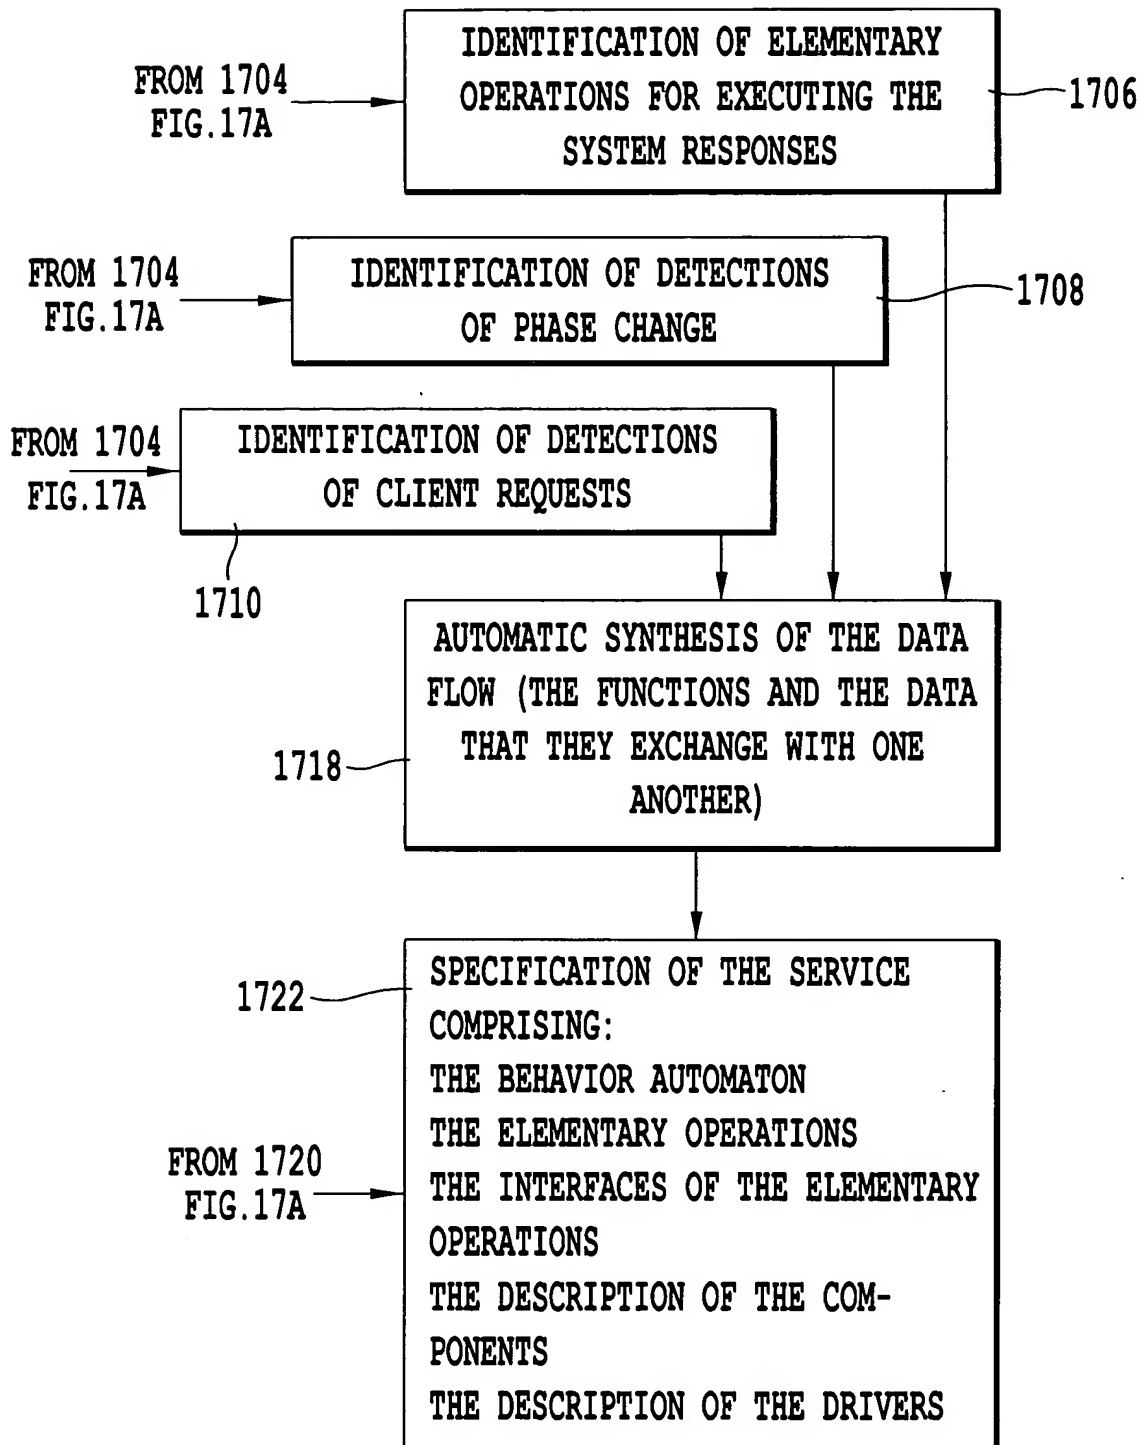 IDENTIFICATION OF ELEMENTARY
OPERATIONS FOR EXECUTING THE
SYSTEM RESPONSES
FROM 1704
FIG.17A
1706
IDENTIFICATION OF DETECTIONS
OF PHASE CHANGE
FROM 1704
FIG.17A
1708
IDENTIFICATION OF DETECTIONS
OF CLIENT REQUESTS
FROM 1704
FIG.17A
1710
AUTOMATIC SYNTHESIS OF THE DATA
FLOW (THE FUNCTIONS AND THE DATA
THAT THEY EXCHANGE WITH ONE
ANOTHER)
1718
SPECIFICATION OF THE SERVICE
COMPRISING:
THE BEHAVIOR AUTOMATON
THE ELEMENTARY OPERATIONS
THE INTERFACES OF THE ELEMENTARY
OPERATIONS
THE DESCRIPTION OF THE COM-
PONENTS
THE DESCRIPTION OF THE DRIVERS
1722
FROM 1720
FIG.17A